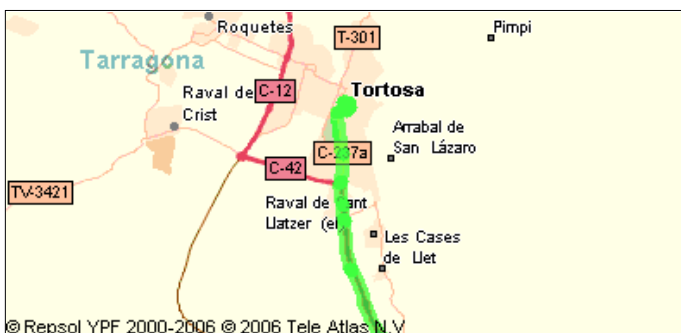 Roquetes
T-301
Pimpi
Tarragona
Raval de
Crist
C-12
Tortosa
Arrabal de
San Lázaro
C-237a
C-42
TV-3421
Raval de Sant
Llatzer (el)
Les Cases
de Llet
© Repsol YPF 2000-2006 © 2006 Tele Atlas N.V